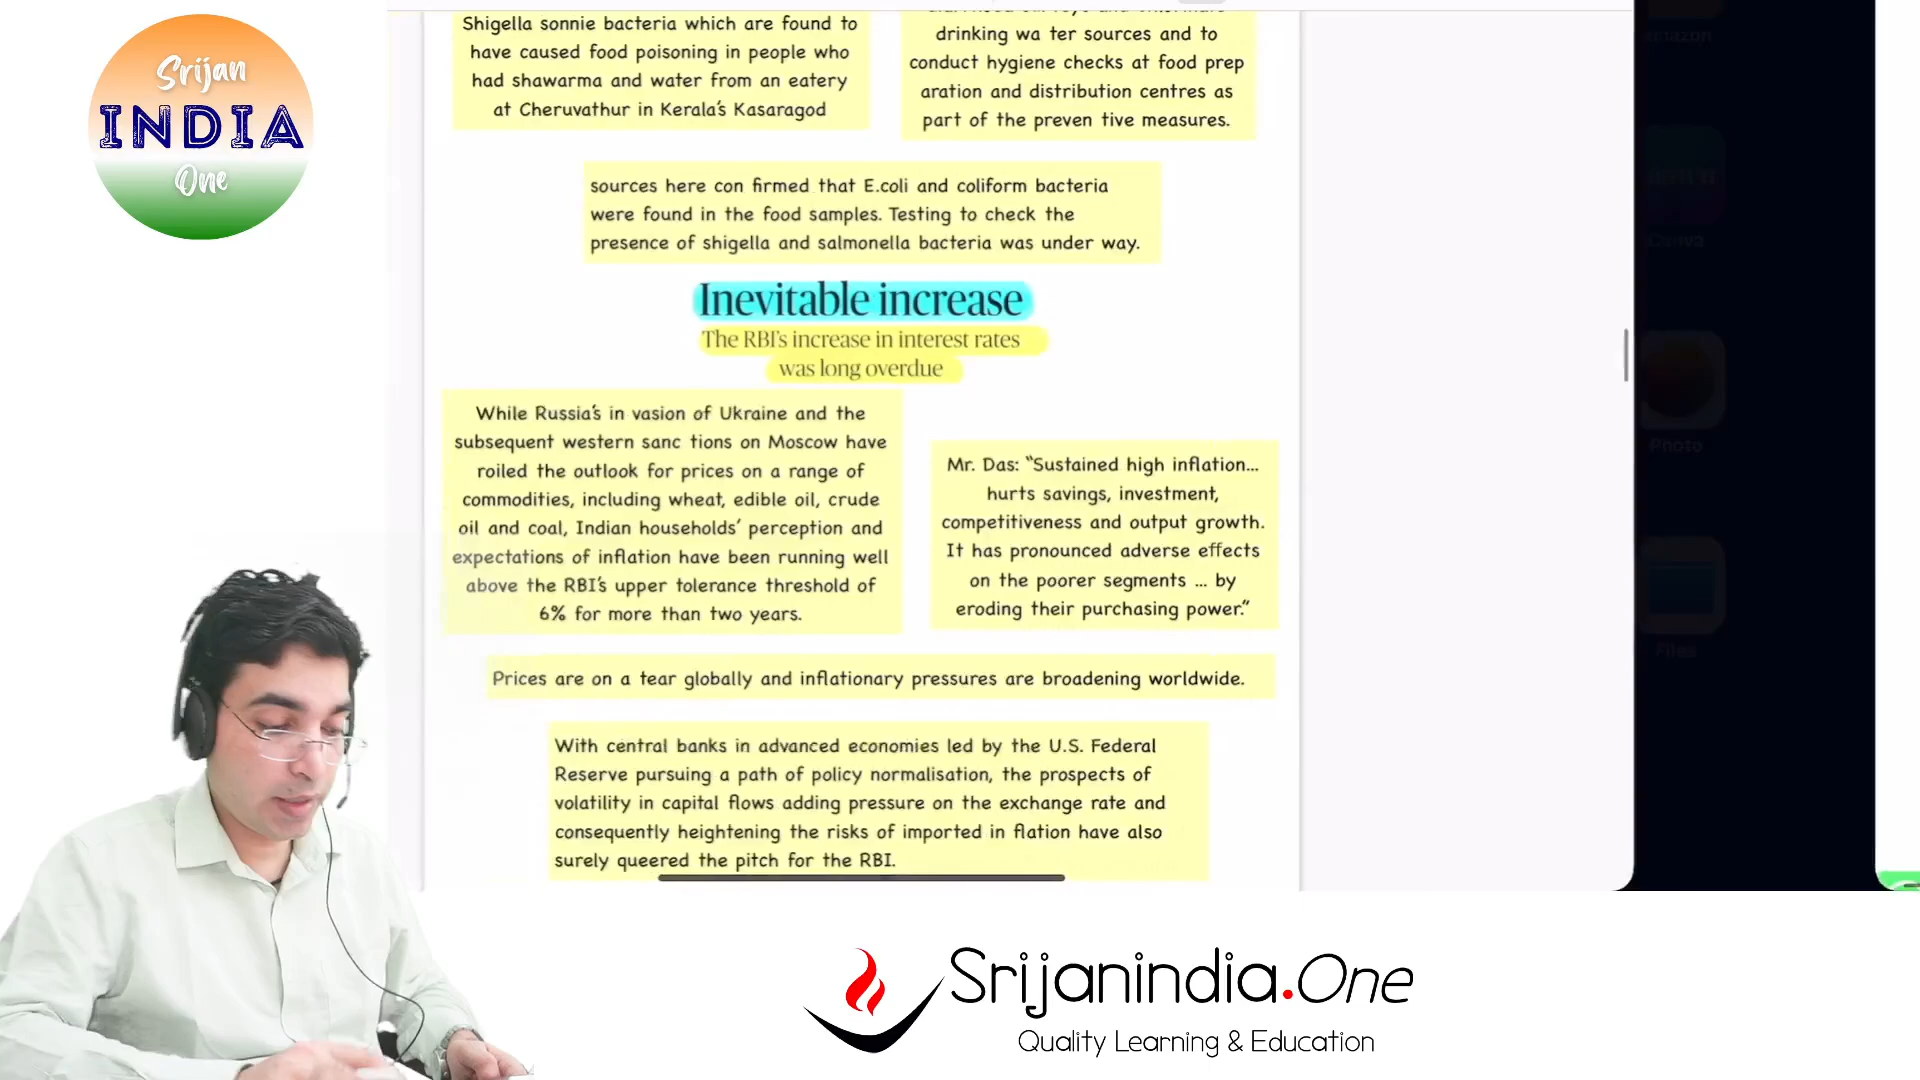 Srijan
INDIA
One
Shigella sonnie bacteria which are found to
have caused food poisoning in people who
had shawarma and water from an eatery
at Cheruvathur in Kerala's Kasaragod
drinking wa ter sources and to
conduct hygiene checks at food prep
aration and distribution centres as
part of the preven tive measures.
sources here con firmed that E.coli and coliform bacteria
were found in the food samples. Testing to check the
presence of shigella and salmonella bacteria was under way.
Inevitable increase
The RBI's increase in interest rates
was long overdue
While Russia's in vasion of Ukraine and the
subsequent western sanc tions on Moscow have
roiled the outlook for prices on a range of
commodities, including wheat, edible oil, crude
oil and coal, Indian households' perception and
expectations of inflation have been running well
above the RBI's upper tolerance threshold of
6% for more than two years.
Mr. Das: "Sustained high inflation...
hurts savings, investment,
competitiveness and output growth.
It has pronounced adverse effects
on the poorer segments ... by
eroding their purchasing power."
Prices are on a tear globally and inflationary pressures are broadening worldwide.
With central banks in advanced economies led by the U.S. Federal
Reserve pursuing a path of policy normalisation, the prospects of
volatility in capital flows adding pressure on the exchange rate and
consequently heightening the risks of imported in flation have also
surely queered the pitch for the RBI.
amazon
Canva
Photo
Files
Srijanindia.One
Quality Learning & Education